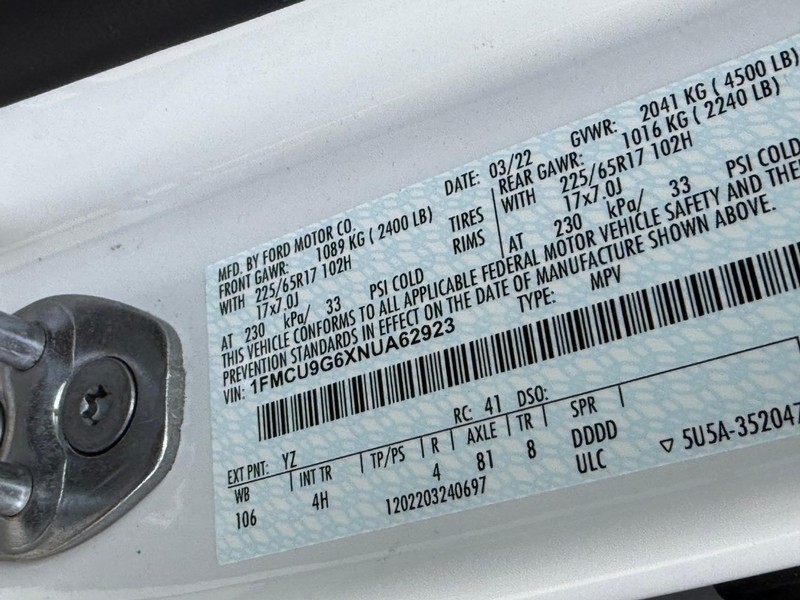 MFD. BY FORD MOTOR CO. DATE: 03/22 GVWR: 2041 KG ( 4500 LB)
FRONT GAWR: 1089 KG ( 2400 LB) REAR GAWR: 1016 KG ( 2240 LB)
WITH 225/65R17 102H TIRES WITH 225/65R17 102H
17x7.0J RIMS 17x7.0J
AT 230 kPa/ 33 PSI COLD AT 230 kPa/ 33 PSI COLD
THIS VEHICLE CONFORMS TO ALL APPLICABLE FEDERAL MOTOR VEHICLE SAFETY AND THE
PREVENTION STANDARDS IN EFFECT ON THE DATE OF MANUFACTURE SHOWN ABOVE.
VIN: 1FMCU9G6XNUA62923 TYPE: MPV
EXT PNT: YZ RC: 41 DSO:
WB INT TR TP/PS R AXLE TR SPR
106 4H 4 81 8 DDDD
1202203240697 ULC ▽ 5U5A-352047